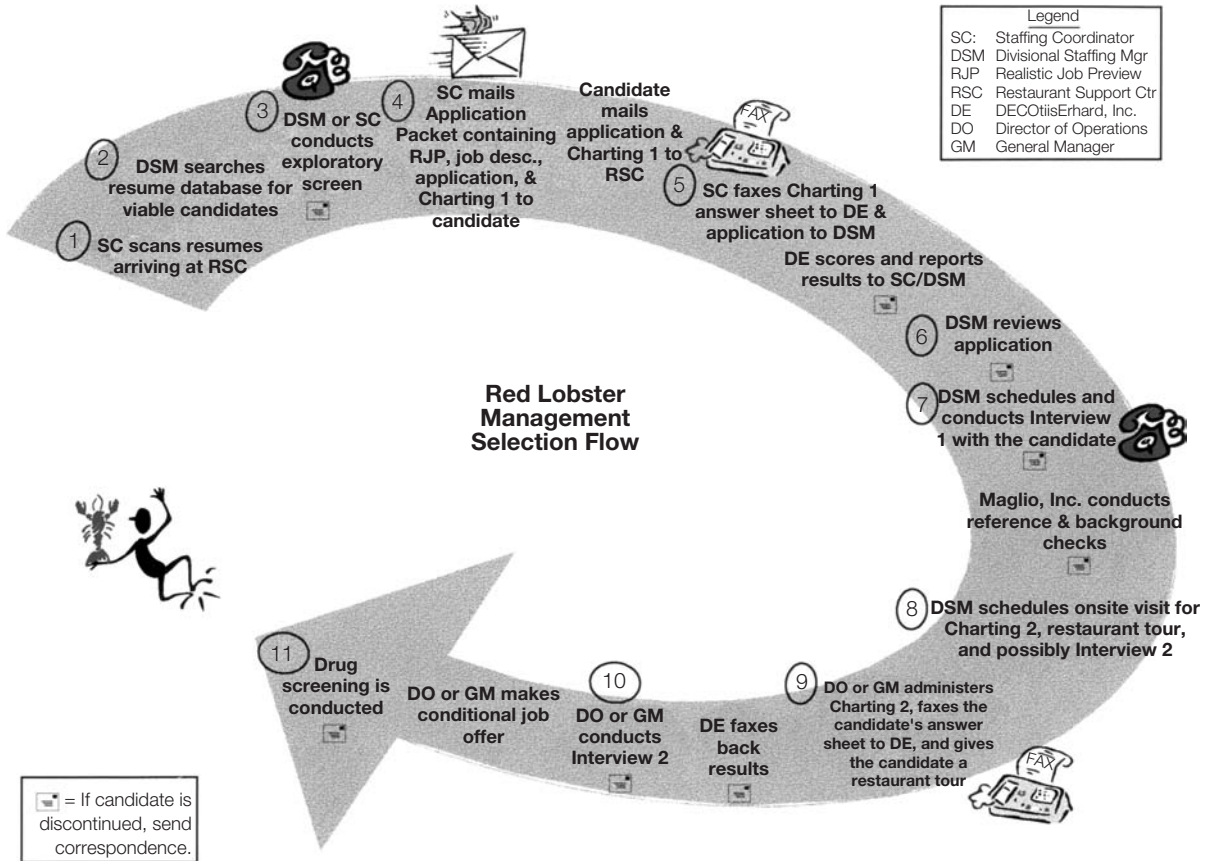 Legend
SC: Staffing Coordinator
DSM Divisional Staffing Mgr
RJP Realistic Job Preview
RSC Restaurant Support Ctr
DE DECOtiisErhard, Inc.
DO Director of Operations
GM General Manager
1
SC scans resumes
arriving at RSC
2
DSM searches
resume database for
viable candidates
3
DSM or SC
conducts
exploratory
screen
4
SC mails
Application
Packet containing
RJP, job desc.,
application, &
Charting 1 to
candidate
Candidate
mails
application &
Charting 1 to
RSC
FAX
5
SC faxes Charting 1
answer sheet to DE &
application to DSM
DE scores and reports
results to SC/DSM
6
DSM reviews
application
7
DSM schedules and
conducts Interview
1 with the candidate
Maglio, Inc. conducts
reference & background
checks
8
DSM schedules onsite visit for
Charting 2, restaurant tour,
and possibly Interview 2
9
DO or GM administers
Charting 2, faxes the
candidate's answer
sheet to DE, and gives
the candidate a
restaurant tour
FAX
DE faxes
back
results
10
DO or GM
conducts
Interview 2
DO or GM makes
conditional job
offer
11
Drug
screening is
conducted
Red Lobster
Management
Selection Flow
= If candidate is
discontinued, send
correspondence.